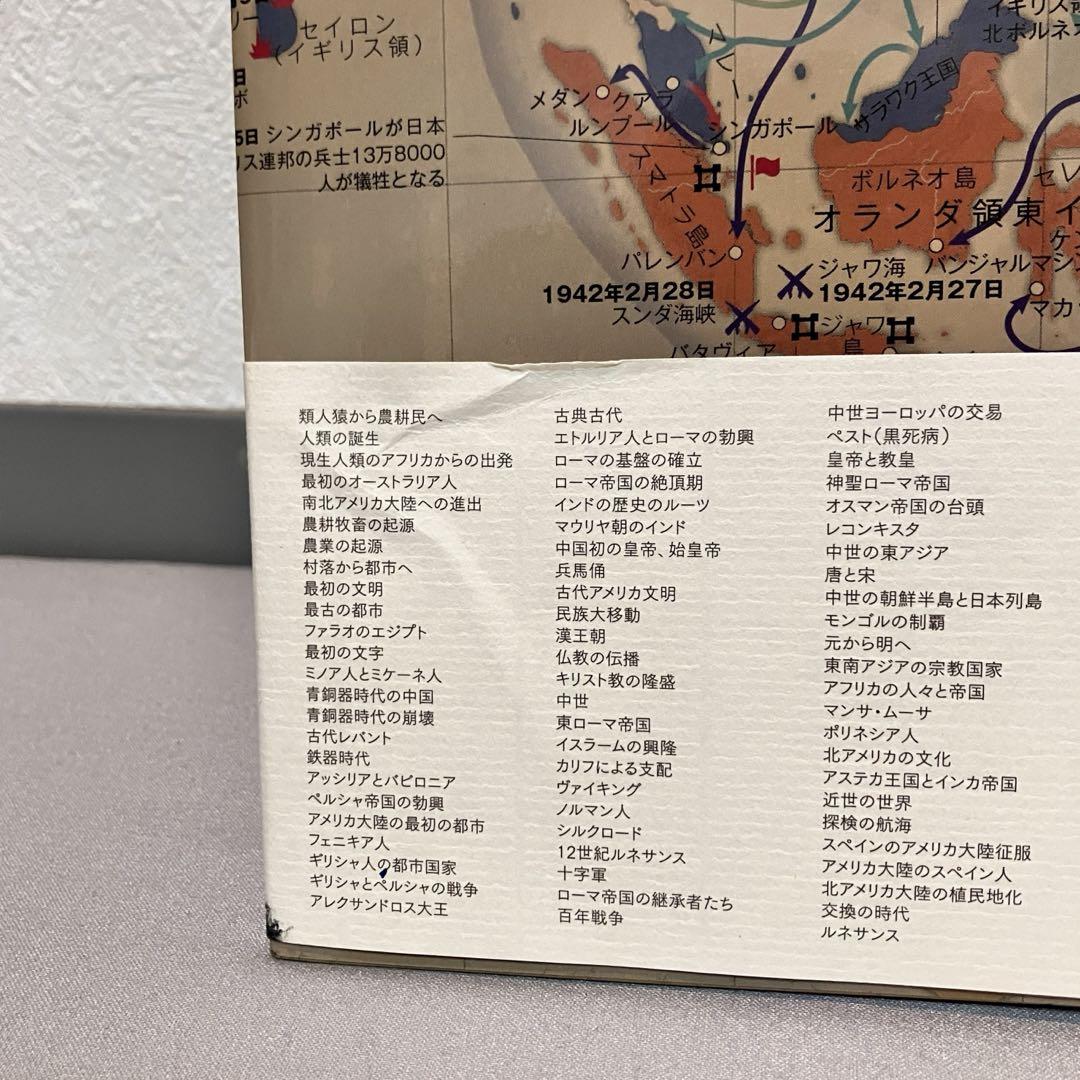 セイロン
(イギリス領)
5日 シンガポールが日本
リス連邦の兵士13万8000
人が犠牲となる
マレー
メダン
クアラ
ルンプール
シンガポール
サラワク王国
北ボルネオ
スマトラ島
ボルネオ島
セレ
オランダ領東イ
パレンバン
1942年2月28日
スンダ海峡
バタヴィア
ジャワ海
1942年2月27日
バンジャルマシン
マカ
ジャワ
島
類人猿から農耕民へ
人類の誕生
現生人類のアフリカからの出発
最初のオーストラリア人
南北アメリカ大陸への進出
農耕牧畜の起源
農業の起源
村落から都市へ
最初の文明
最古の都市
ファラオのエジプト
最初の文字
ミノア人とミケーネ人
青銅器時代の中国
青銅器時代の崩壊
古代レバント
鉄器時代
アッシリアとバビロニア
ペルシャ帝国の勃興
アメリカ大陸の最初の都市
フェニキア人
ギリシャ人の都市国家
ギリシャとペルシャの戦争
アレクサンドロス大王
古典古代
エトルリア人とローマの勃興
ローマの基盤の確立
ローマ帝国の絶頂期
インドの歴史のルーツ
マウリヤ朝のインド
中国初の皇帝、始皇帝
兵馬俑
古代アメリカ文明
民族大移動
漢王朝
仏教の伝播
キリスト教の隆盛
中世
東ローマ帝国
イスラームの興隆
カリフによる支配
ヴァイキング
ノルマン人
シルクロード
12世紀ルネサンス
十字軍
ローマ帝国の継承者たち
百年戦争
中世ヨーロッパの交易
ペスト(黒死病)
皇帝と教皇
神聖ローマ帝国
オスマン帝国の台頭
レコンキスタ
中世の東アジア
唐と宋
中世の朝鮮半島と日本列島
モンゴルの制覇
元から明へ
東南アジアの宗教国家
アフリカの人々と帝国
マンサ・ムーサ
ポリネシア人
北アメリカの文化
アステカ王国とインカ帝国
近世の世界
探検の航海
スペインのアメリカ大陸征服
アメリカ大陸のスペイン人
北アメリカ大陸の植民地化
交換の時代
ルネサンス